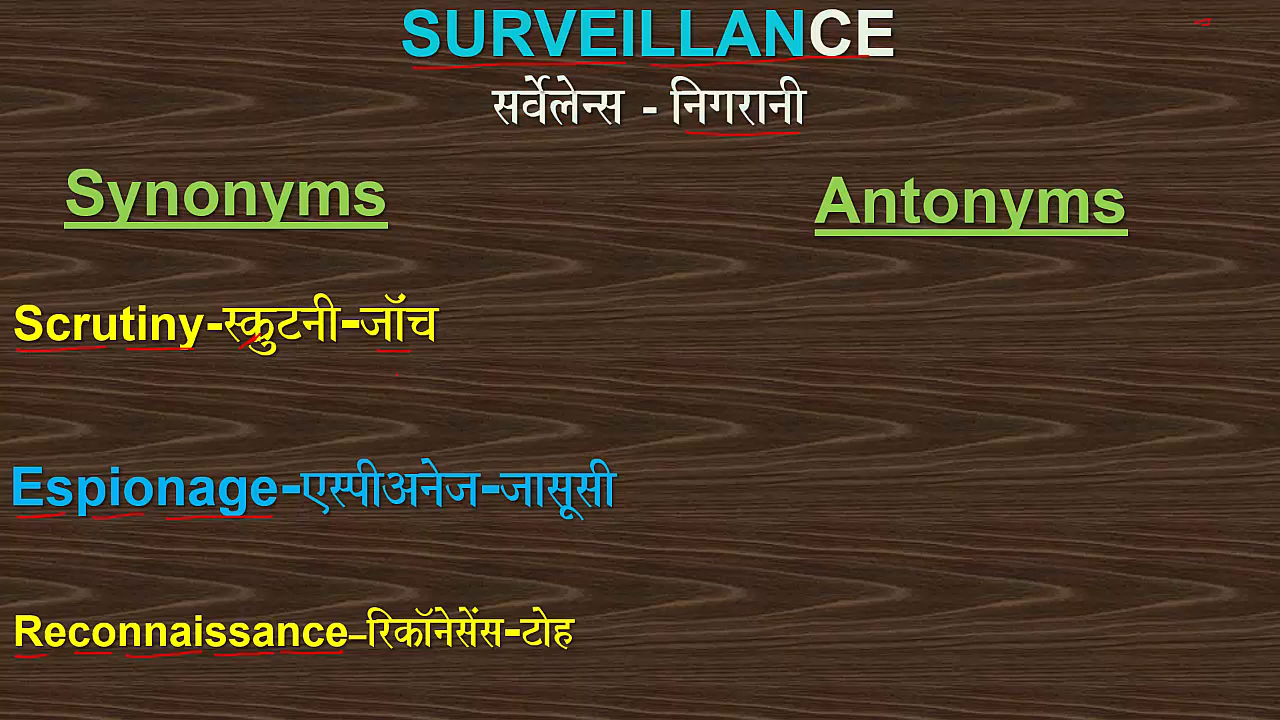 SURVEILLANCE
सर्वेलेन्स - निगरानी
Synonyms
Antonyms
Scrutiny-स्क्रुटनी-जॉंच
Espionage-एस्पीअनेज-जासूसी
Reconnaissance–रिकॉनेसेंस-टोह